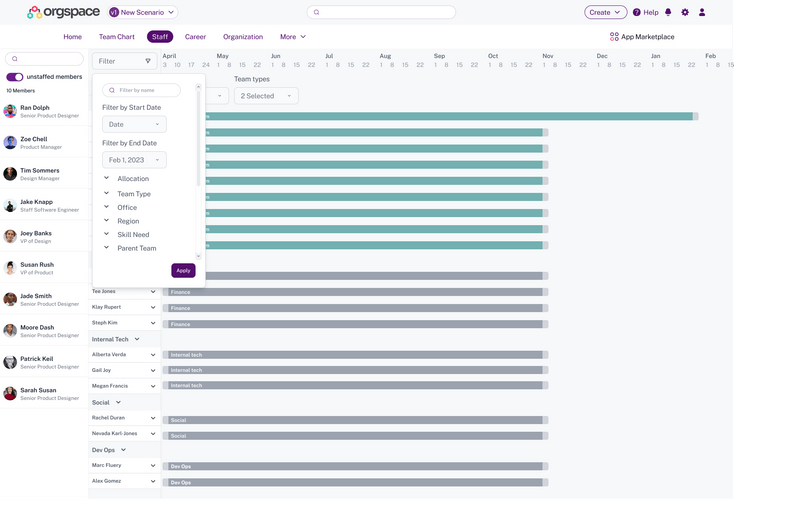 orgspace
v1 New Scenario
Create
Help
Home
Team Chart
Staff
Career
Organization
More
App Marketplace
unstaffed members
10 Members
Ran Dolph
Senior Product Designer
Zoe Chell
Product Manager
Tim Sommers
Design Manager
Jake Knapp
Staff Software Engineer
Joey Banks
VP of Design
Susan Rush
VP of Product
Jade Smith
Senior Product Designer
Moore Dash
Senior Product Designer
Patrick Keil
Senior Product Designer
Sarah Susan
Senior Product Designer
Filter
April May Jun Jul Aug Sep Oct Nov Dec Jan Feb
3 10 17 24 1 8 15 22 1 8 15 22 1 8 15 22 1 8 15 22 1 8 15 22 1 8 15 22 1 8 15 22 1 8 15 22 1 8 15 22 1 8 15
Team types
2 Selected
Filter by name
Filter by Start Date
Date
Filter by End Date
Feb 1, 2023
Allocation
Team Type
Office
Region
Skill Need
Parent Team
Apply
Tee Jones
Finance
Klay Rupert
Finance
Steph Kim
Finance
Internal Tech
Alberta Verda
Internal tech
Gail Joy
Internal tech
Megan Francis
Internal tech
Social
Rachel Duran
Social
Nevada Karl-Jones
Social
Dev Ops
Marc Fluery
Dev Ops
Alex Gomez
Dev Ops